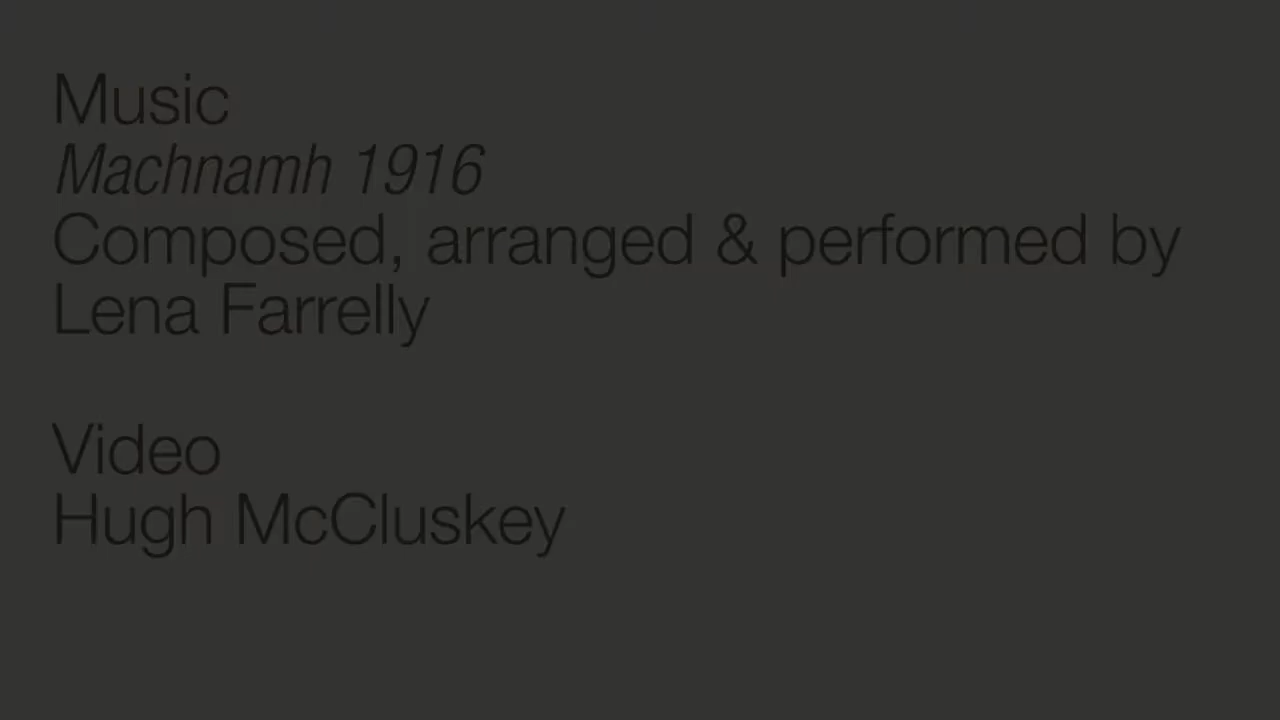 Music
Machnamh 1916
Composed, arranged & performed by
Lena Farrelly
Video
Hugh McCluskey